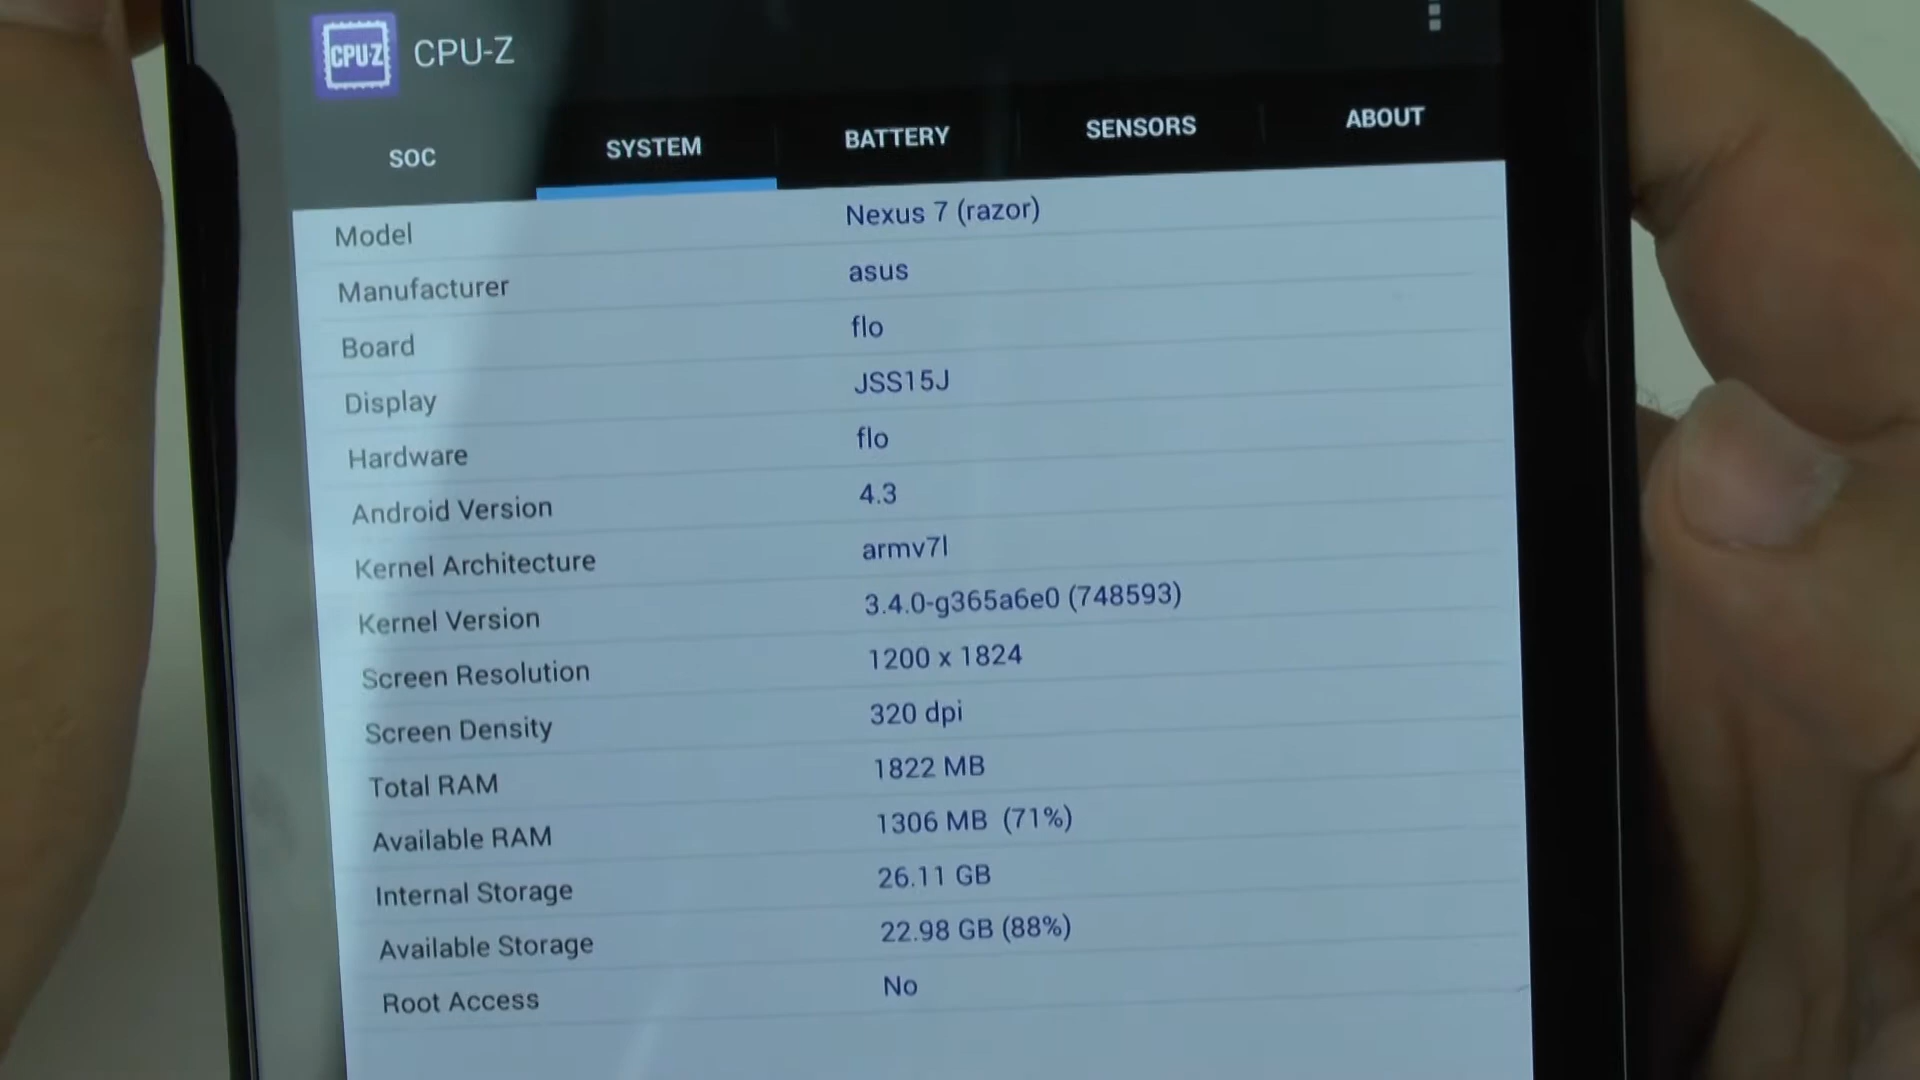 CPU-Z CPU-Z
SOC SYSTEM BATTERY SENSORS ABOUT
Model Nexus 7 (razor)
Manufacturer asus
Board flo
Display JSS15J
Hardware flo
Android Version 4.3
Kernel Architecture armv7l
Kernel Version 3.4.0-g365a6e0 (748593)
Screen Resolution 1200 x 1824
Screen Density 320 dpi
Total RAM 1822 MB
Available RAM 1306 MB (71%)
Internal Storage 26.11 GB
Available Storage 22.98 GB (88%)
Root Access No